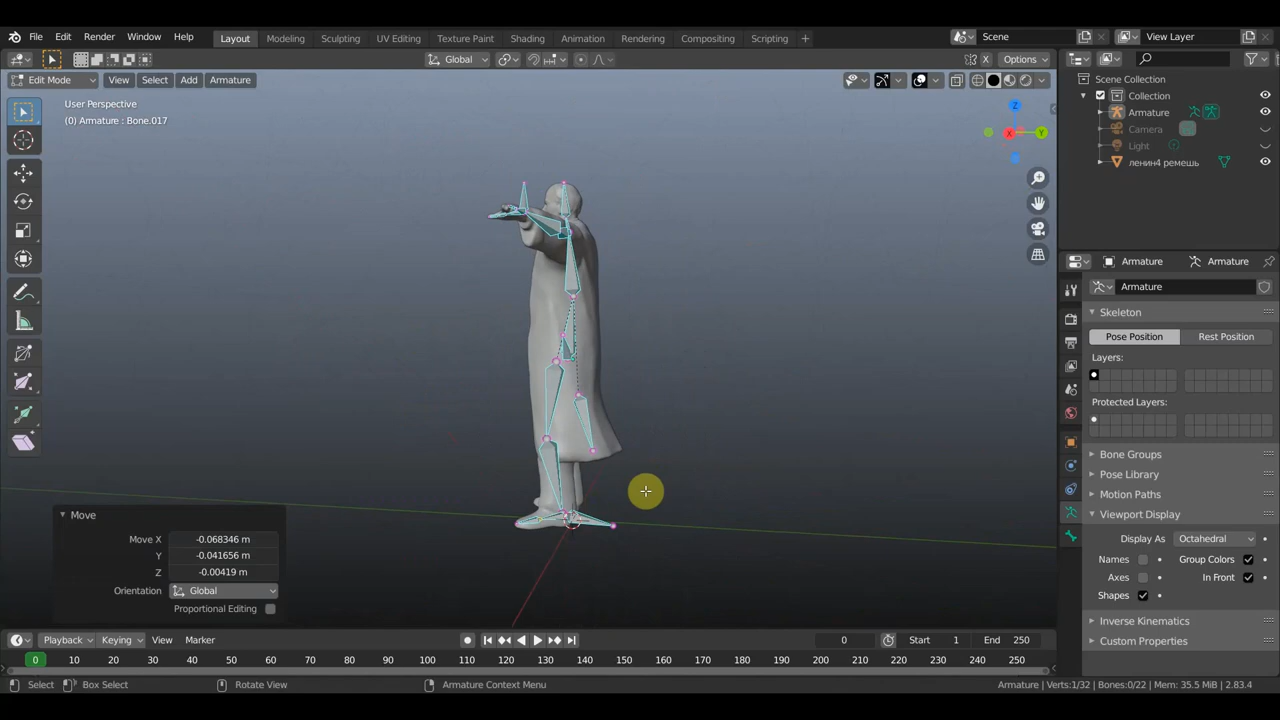 File Edit Render Window Help Layout Modeling Sculpting UV Editing Texture Paint Shading Animation Rendering Compositing Scripting + Scene View Layer
Global X Options
Edit Mode View Select Add Armature
User Perspective
(0) Armature : Bone.017
Z
X
Y
Scene Collection
Collection
Armature
Camera
Light
ленин4 ремешь
Armature Armature
Armature
Skeleton
Pose Position Rest Position
Layers:
Protected Layers:
Bone Groups
Pose Library
Motion Paths
Viewport Display
Display As Octahedral
Names Group Colors
Axes In Front
Shapes
Inverse Kinematics
Custom Properties
Move
Move X -0.068346 m
Y -0.041656 m
Z -0.00419 m
Orientation Global
Proportional Editing
Playback Keying View Marker 0 Start 1 End 250
0 10 20 30 40 50 60 70 80 90 100 110 120 130 140 150 160 170 180 190 200 210 220 230 240 250
Select Box Select Rotate View Armature Context Menu Armature | Verts:1/32 | Bones:0/22 | Mem: 35.5 MiB | 2.83.4